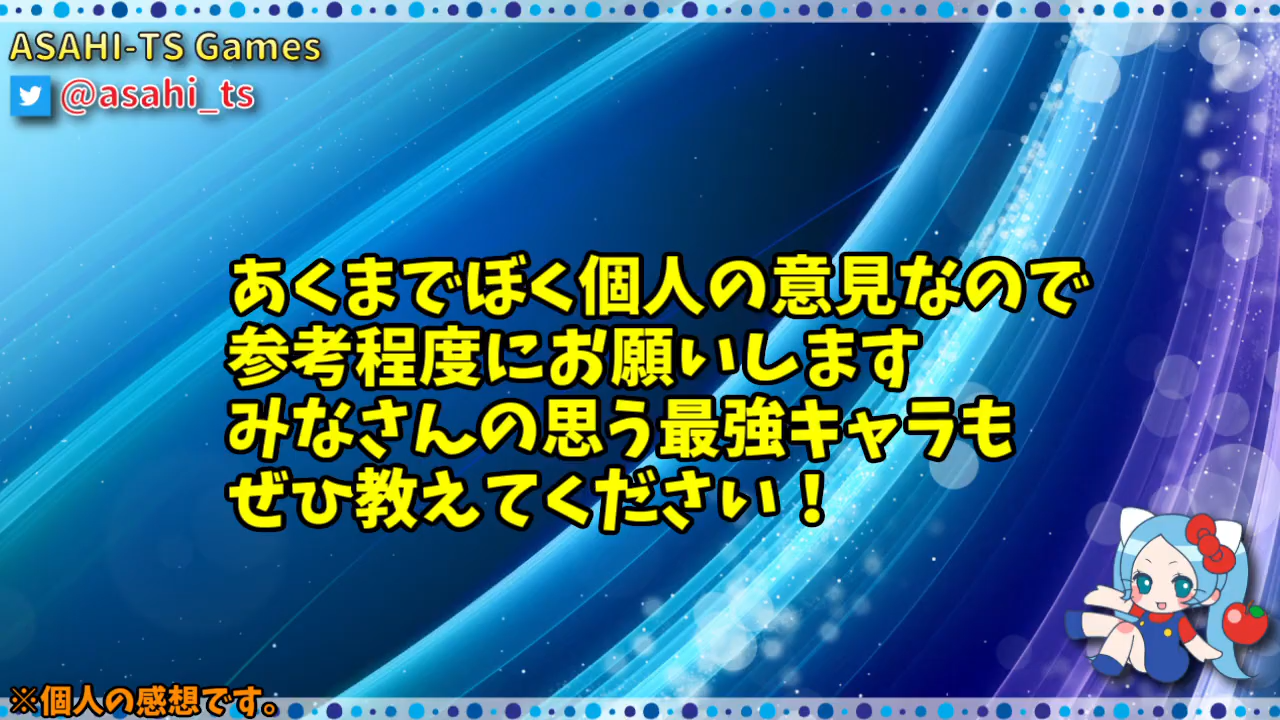 ASAHI-TS Games
@asahi_ts
あくまでぼく個人の意見なので
参考程度にお願いします
みなさんの思う最強キャラも
ぜひ教えてください！
※個人の感想です。